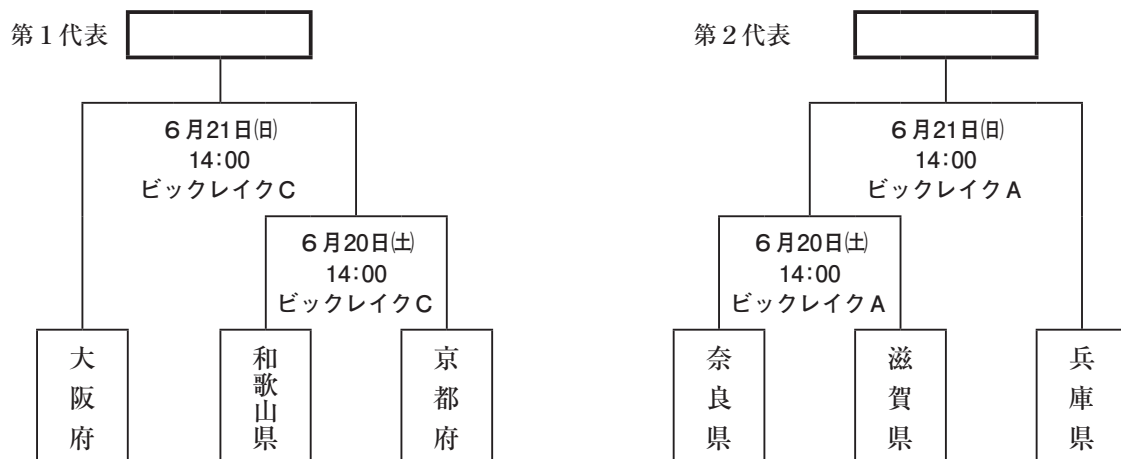 第1代表
第2代表
6月21日㈰
14:00
ビックレイクC
6月21日㈰
14:00
ビックレイクA
6月20日㈯
14:00
ビックレイクC
6月20日㈯
14:00
ビックレイクA
大阪府
和歌山県
京都府
奈良県
滋賀県
兵庫県